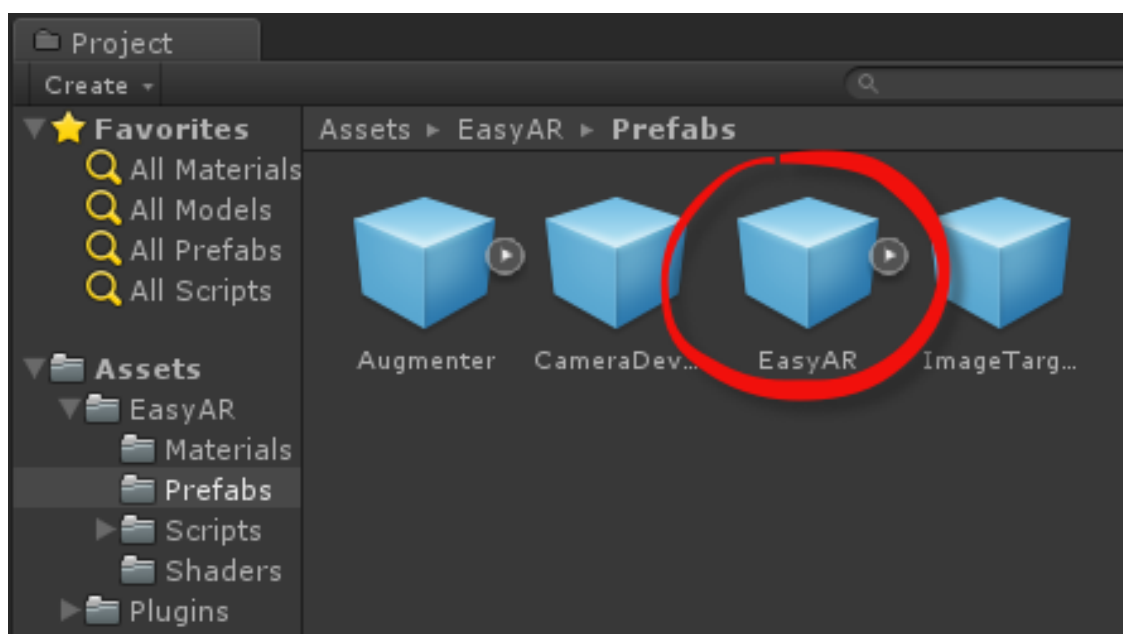 Project
Create
Favorites
All Materials
All Models
All Prefabs
All Scripts
Assets
EasyAR
Materials
Prefabs
Scripts
Shaders
Plugins
Assets ▸ EasyAR ▸ Prefabs
Augmenter CameraDev... EasyAR ImageTarg...